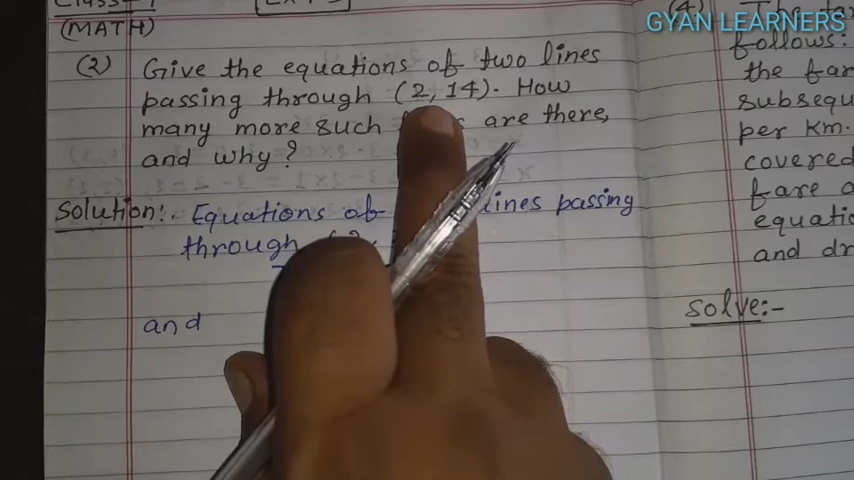 (MATH)
GYAN LEARNERS
(2) Give the equations of two lines
passing through (2, 14). How
many more such are there,
and why?
Solution:. Equations of lines passing
through
and
(4) The
follows:
the far
subsequ
per km.
covered
fare a
equatio
and dr
solve:-